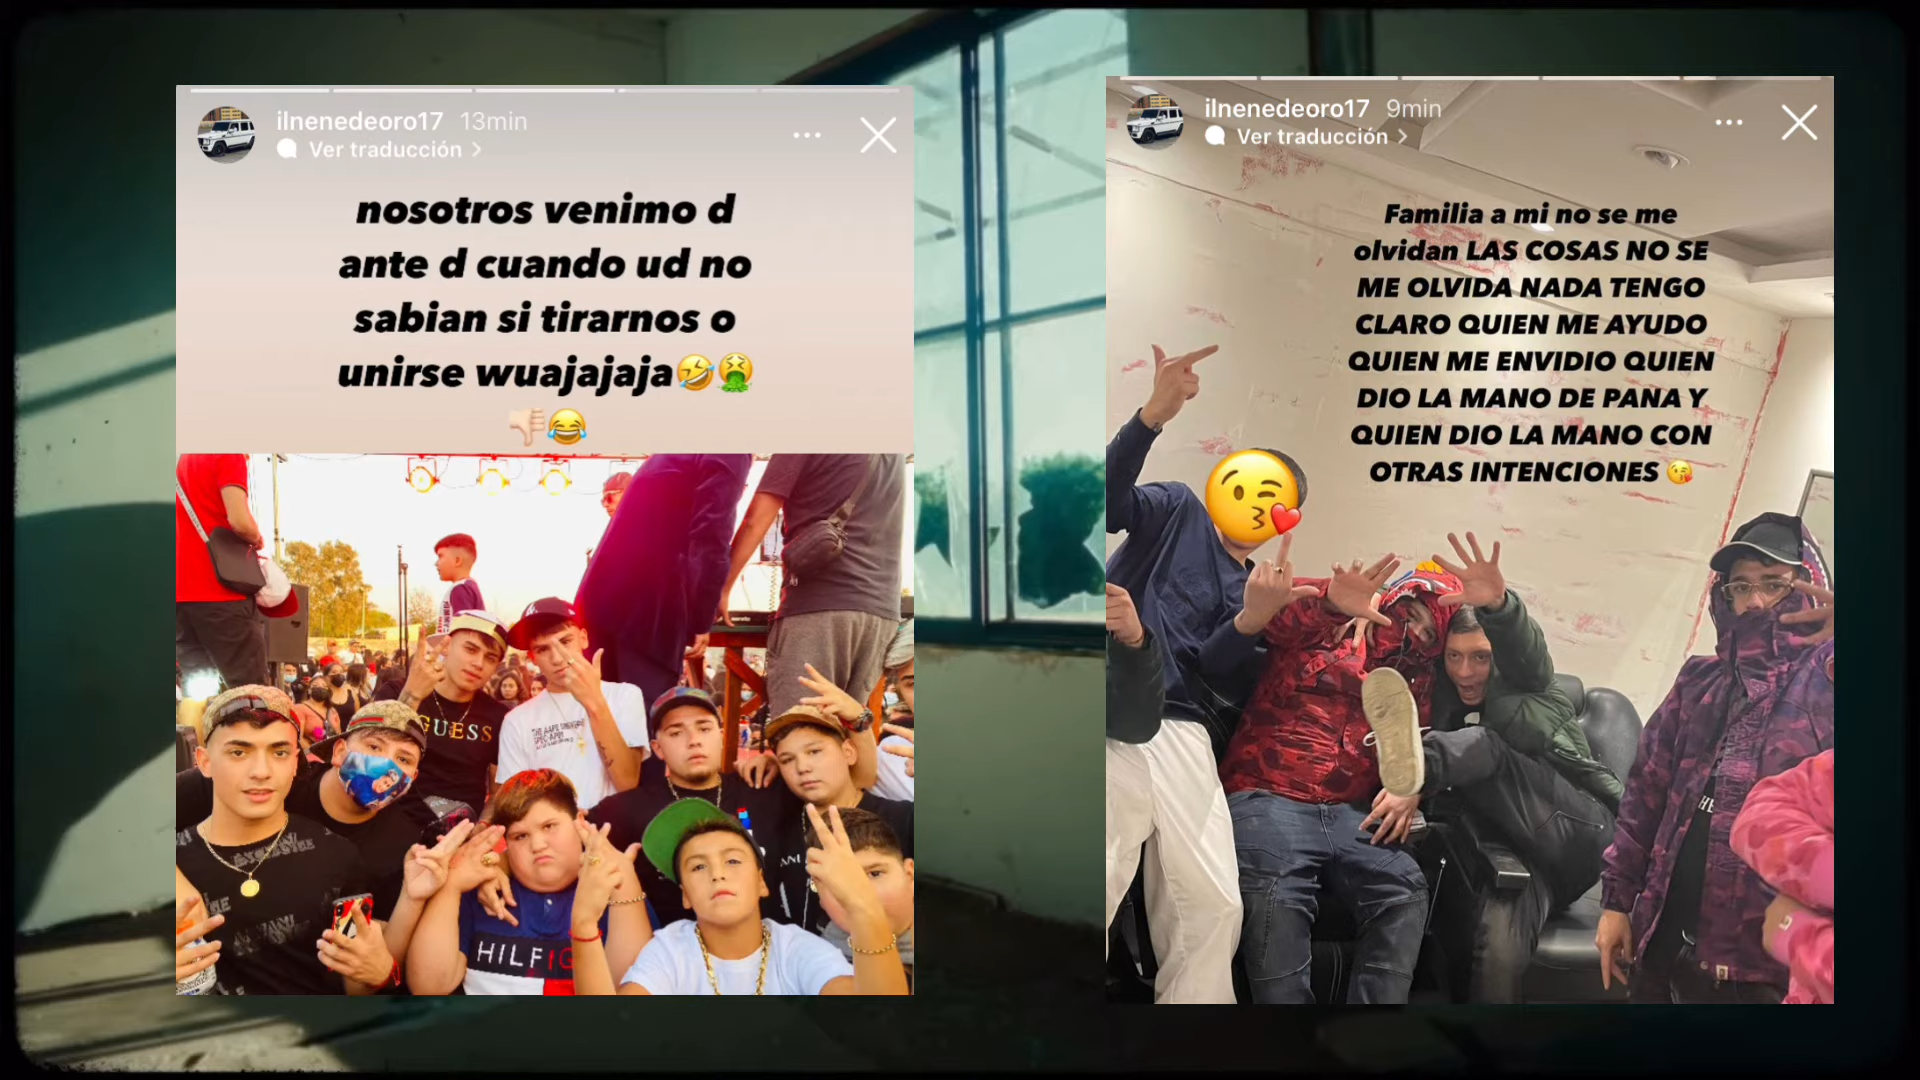 ilnenedeoro17 13min
Ver traducción
nosotros venimo d
ante d cuando ud no
sabian si tirarnos o
unirse wuajajaja🤣🤮
👎🏻😂
GUESS
HILFIG
ilnenedeoro17 9min
Ver traducción
Familia a mi no se me
olvidan LAS COSAS NO SE
ME OLVIDA NADA TENGO
CLARO QUIEN ME AYUDO
QUIEN ME ENVIDIO QUIEN
DIO LA MANO DE PANA Y
QUIEN DIO LA MANO CON
OTRAS INTENCIONES 😘